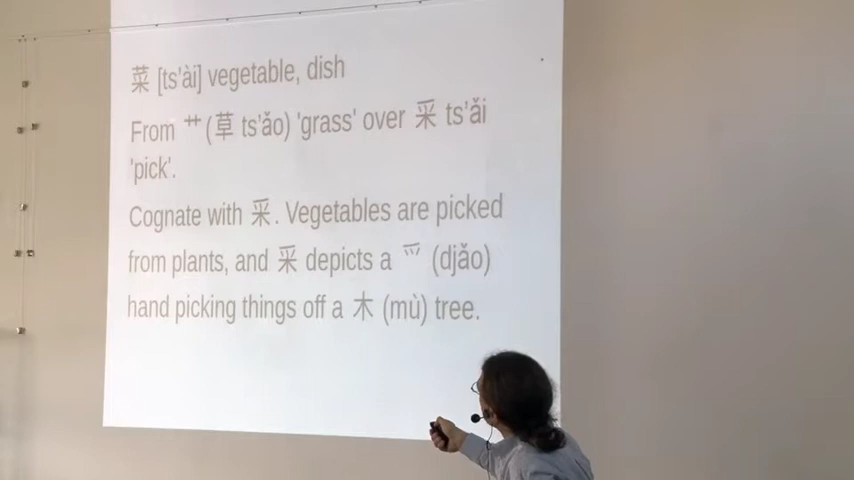 菜 [ts'ài] vegetable, dish
From 艹 (草 ts'ǎo) 'grass' over 采 ts'ǎi
'pick'.
Cognate with 采. Vegetables are picked
from plants, and 采 depicts a 爫 (djǎo)
hand picking things off a 木 (mù) tree.